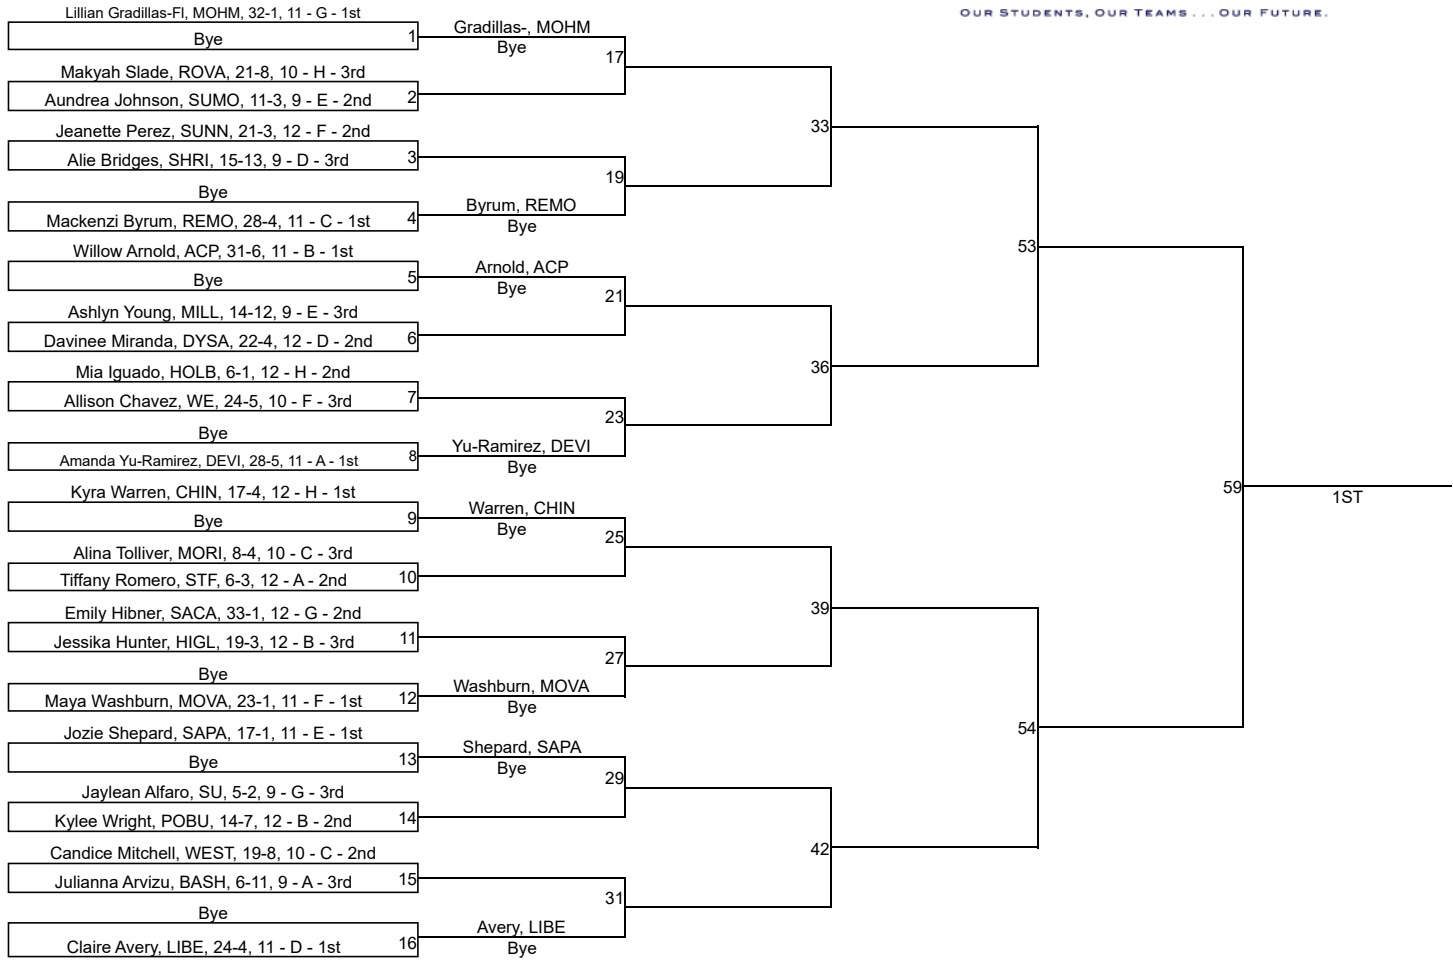 Lillian Gradillas-Fl, MOHM, 32-1, 11 - G - 1st
OUR STUDENTS, OUR TEAMS . . . OUR FUTURE.
Bye
1
Gradillas-, MOHM
Bye
17
Makyah Slade, ROVA, 21-8, 10 - H - 3rd
Aundrea Johnson, SUMO, 11-3, 9 - E - 2nd
2
33
Jeanette Perez, SUNN, 21-3, 12 - F - 2nd
Alie Bridges, SHRI, 15-13, 9 - D - 3rd
3
19
Bye
Mackenzi Byrum, REMO, 28-4, 11 - C - 1st
4
Byrum, REMO
Bye
53
Willow Arnold, ACP, 31-6, 11 - B - 1st
Bye
5
Arnold, ACP
Bye
21
Ashlyn Young, MILL, 14-12, 9 - E - 3rd
Davinee Miranda, DYSA, 22-4, 12 - D - 2nd
6
36
Mia Iguado, HOLB, 6-1, 12 - H - 2nd
Allison Chavez, WE, 24-5, 10 - F - 3rd
7
23
Bye
Amanda Yu-Ramirez, DEVI, 28-5, 11 - A - 1st
8
Yu-Ramirez, DEVI
Bye
59
1ST
Kyra Warren, CHIN, 17-4, 12 - H - 1st
Bye
9
Warren, CHIN
Bye
25
Alina Tolliver, MORI, 8-4, 10 - C - 3rd
Tiffany Romero, STF, 6-3, 12 - A - 2nd
10
39
Emily Hibner, SACA, 33-1, 12 - G - 2nd
Jessika Hunter, HIGL, 19-3, 12 - B - 3rd
11
27
Bye
Maya Washburn, MOVA, 23-1, 11 - F - 1st
12
Washburn, MOVA
Bye
54
Jozie Shepard, SAPA, 17-1, 11 - E - 1st
Bye
13
Shepard, SAPA
Bye
29
Jaylean Alfaro, SU, 5-2, 9 - G - 3rd
Kylee Wright, POBU, 14-7, 12 - B - 2nd
14
42
Candice Mitchell, WEST, 19-8, 10 - C - 2nd
Julianna Arvizu, BASH, 6-11, 9 - A - 3rd
15
31
Bye
Claire Avery, LIBE, 24-4, 11 - D - 1st
16
Avery, LIBE
Bye